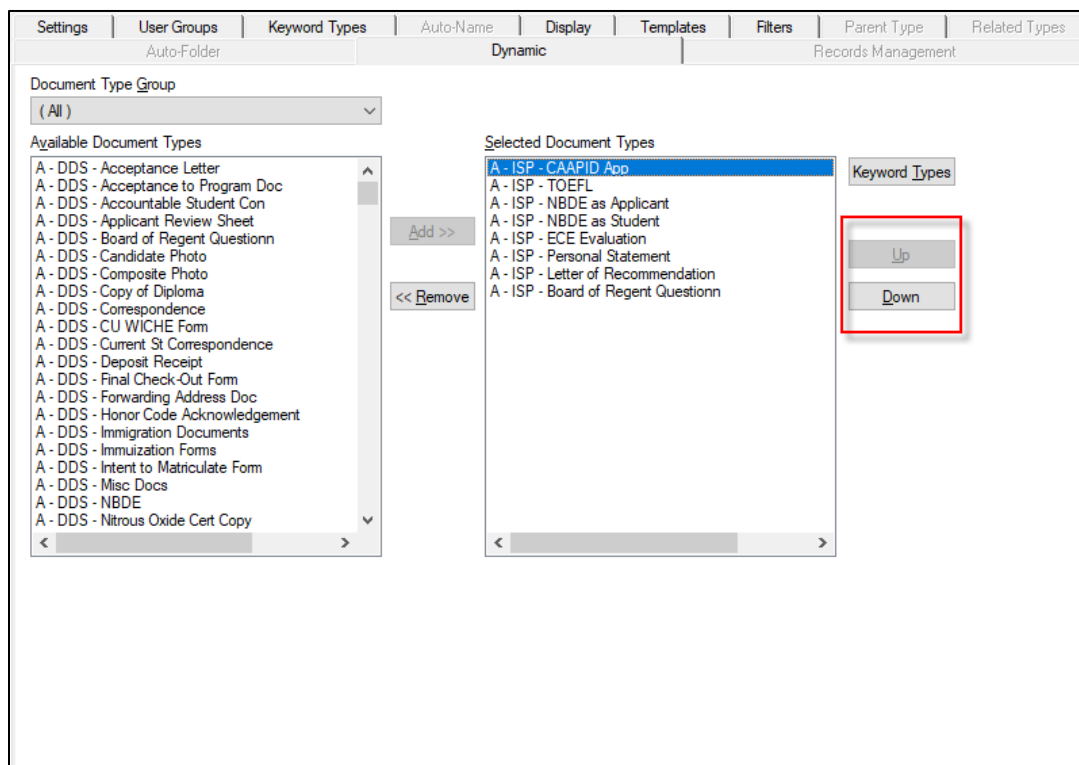 Settings
User Groups
Keyword Types
Auto-Name
Display
Templates
Filters
Parent Type
Related Types
Auto-Folder
Dynamic
Records Management
Document Type Group
( All )
Available Document Types
A - DDS - Acceptance Letter
A - DDS - Acceptance to Program Doc
A - DDS - Accountable Student Con
A - DDS - Applicant Review Sheet
A - DDS - Board of Regent Questionn
A - DDS - Candidate Photo
A - DDS - Composite Photo
A - DDS - Copy of Diploma
A - DDS - Correspondence
A - DDS - CU WICHE Form
A - DDS - Current St Correspondence
A - DDS - Deposit Receipt
A - DDS - Final Check-Out Form
A - DDS - Forwarding Address Doc
A - DDS - Honor Code Acknowledgement
A - DDS - Immigration Documents
A - DDS - Immuization Forms
A - DDS - Intent to Matriculate Form
A - DDS - Misc Docs
A - DDS - NBDE
A - DDS - Nitrous Oxide Cert Copy
Add >>
<< Remove
Selected Document Types
A - ISP - CAAPID App
A - ISP - TOEFL
A - ISP - NBDE as Applicant
A - ISP - NBDE as Student
A - ISP - ECE Evaluation
A - ISP - Personal Statement
A - ISP - Letter of Recommendation
A - ISP - Board of Regent Questionn
Keyword Types
Up
Down